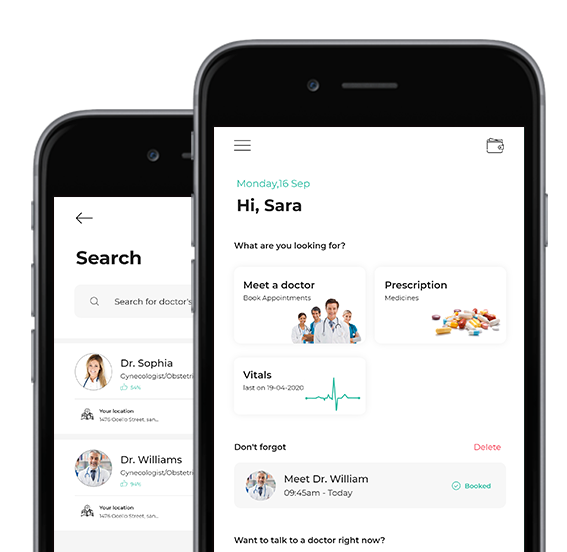 Search
Search for doctor's
Dr. Sophia
Gynecologist/Obstetri
94%
Your location
1475 Ocello Street, san...
Dr. Williams
Gynecologist/Obstetri
94%
Your location
1475 Ocello Street, san...
Monday,16 Sep
Hi, Sara
What are you looking for?
Meet a doctor
Book Appointments
Prescription
Medicines
Vitals
last on 19-04-2020
Don't forgot
Delete
Meet Dr. William
09:45am - Today
Booked
Want to talk to a doctor right now?